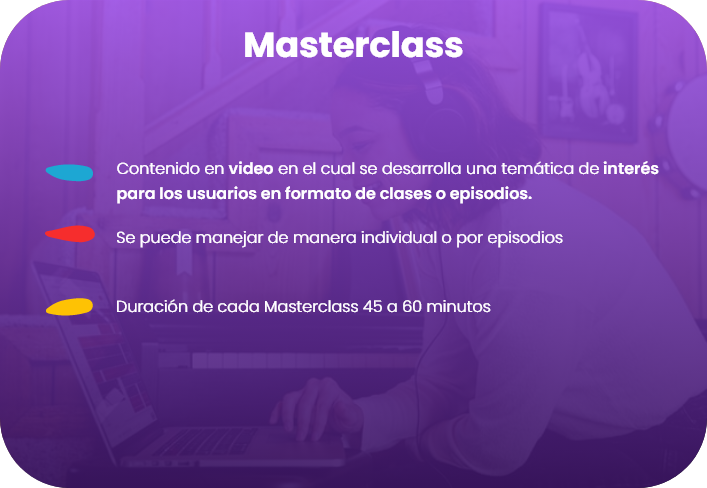 Masterclass
Contenido en video en el cual se desarrolla una temática de interés
para los usuarios en formato de clases o episodios.
Se puede manejar de manera individual o por episodios
Duración de cada Masterclass 45 a 60 minutos